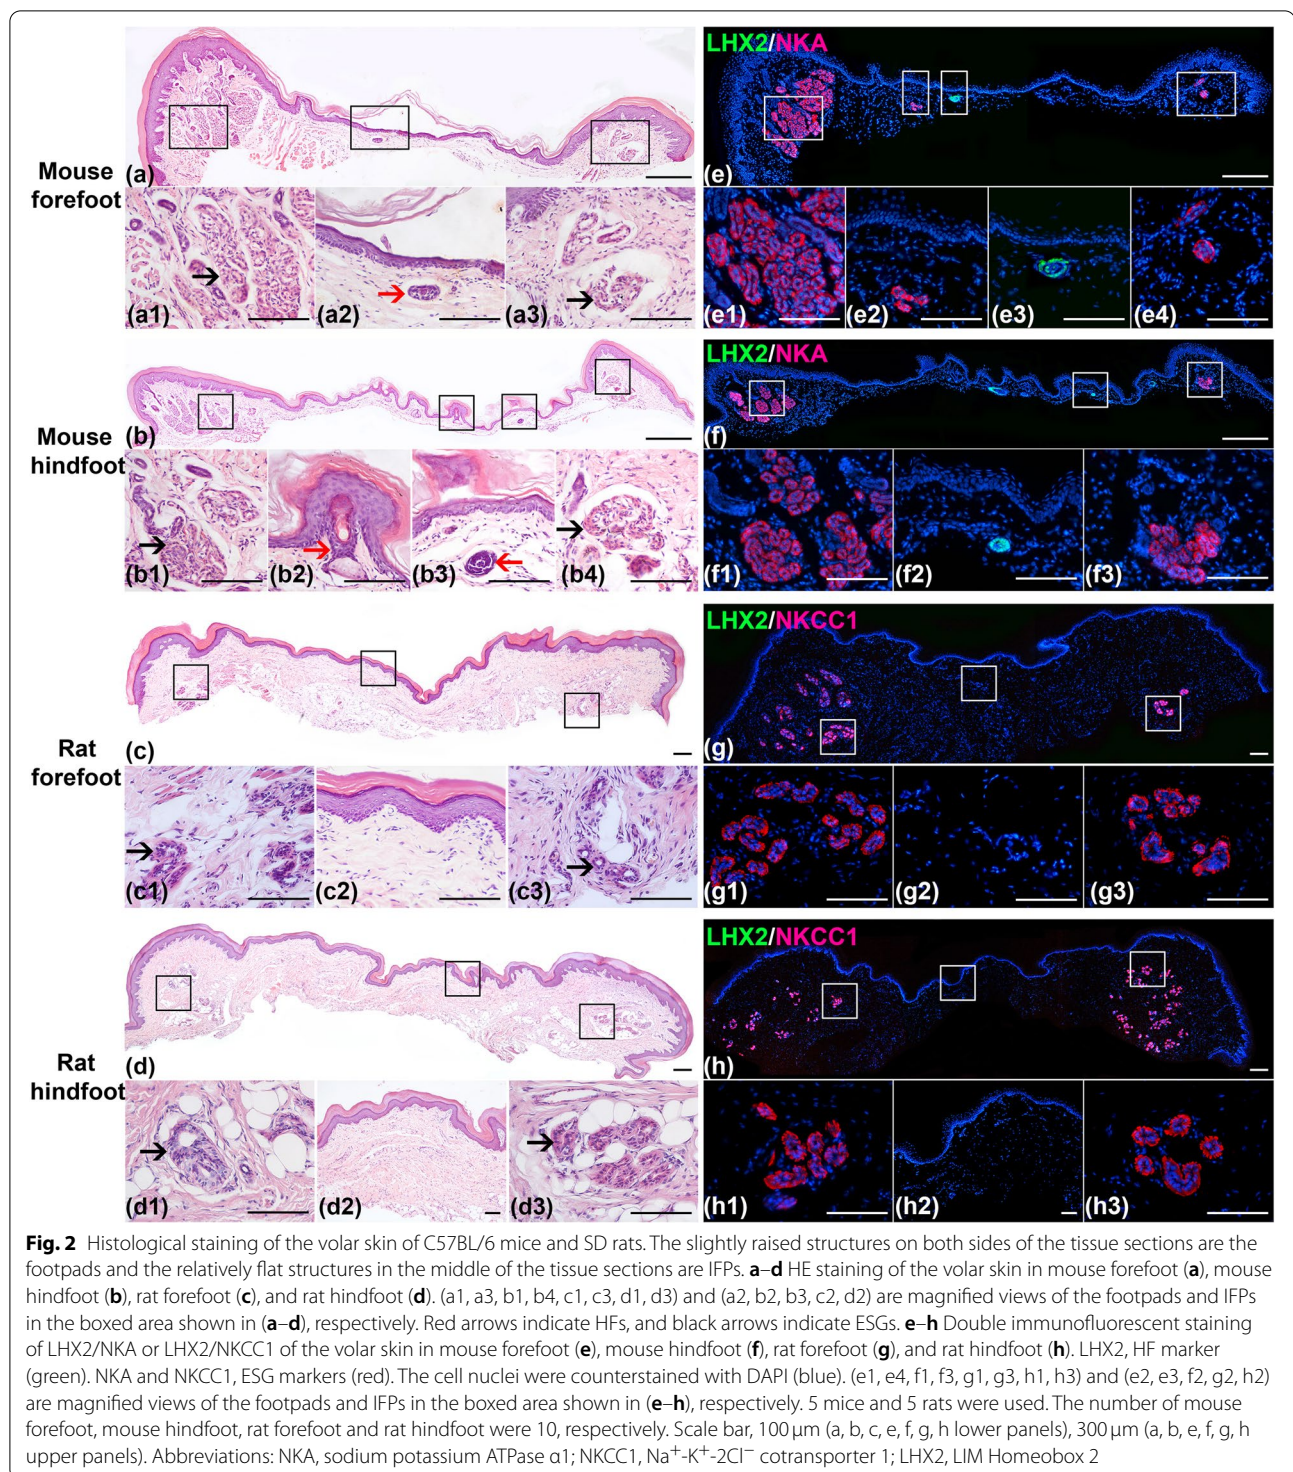 LHX2/NKA
(a)
(e)
Mouse
forefoot
(a1)
(a2)
(a3)
(e1)
(e2)
(e3)
(e4)
LHX2/NKA
Mouse
hindfoot
(b)
(f)
(b1)
(b2)
(b3)
(b4)
(f1)
(f2)
(f3)
LHX2/NKCC1
Rat
forefoot
(c)
(g)
(c1)
(c2)
(c3)
(g1)
(g2)
(g3)
LHX2/NKCC1
Rat
hindfoot
(d)
(h)
(d1)
(d2)
(d3)
(h1)
(h2)
(h3)
Fig. 2 Histological staining of the volar skin of C57BL/6 mice and SD rats. The slightly raised structures on both sides of the tissue sections are the
footpads and the relatively flat structures in the middle of the tissue sections are IFPs. a–d HE staining of the volar skin in mouse forefoot (a), mouse
hindfoot (b), rat forefoot (c), and rat hindfoot (d). (a1, a3, b1, b4, c1, c3, d1, d3) and (a2, b2, b3, c2, d2) are magnified views of the footpads and IFPs
in the boxed area shown in (a–d), respectively. Red arrows indicate HFs, and black arrows indicate ESGs. e–h Double immunofluorescent staining
of LHX2/NKA or LHX2/NKCC1 of the volar skin in mouse forefoot (e), mouse hindfoot (f), rat forefoot (g), and rat hindfoot (h). LHX2, HF marker
(green). NKA and NKCC1, ESG markers (red). The cell nuclei were counterstained with DAPI (blue). (e1, e4, f1, f3, g1, g3, h1, h3) and (e2, e3, f2, g2, h2)
are magnified views of the footpads and IFPs in the boxed area shown in (e–h), respectively. 5 mice and 5 rats were used. The number of mouse
forefoot, mouse hindfoot, rat forefoot and rat hindfoot were 10, respectively. Scale bar, 100 μm (a, b, c, e, f, g, h lower panels), 300 μm (a, b, e, f, g, h
upper panels). Abbreviations: NKA, sodium potassium ATPase α1; NKCC1, Na⁺-K⁺-2Cl⁻ cotransporter 1; LHX2, LIM Homeobox 2